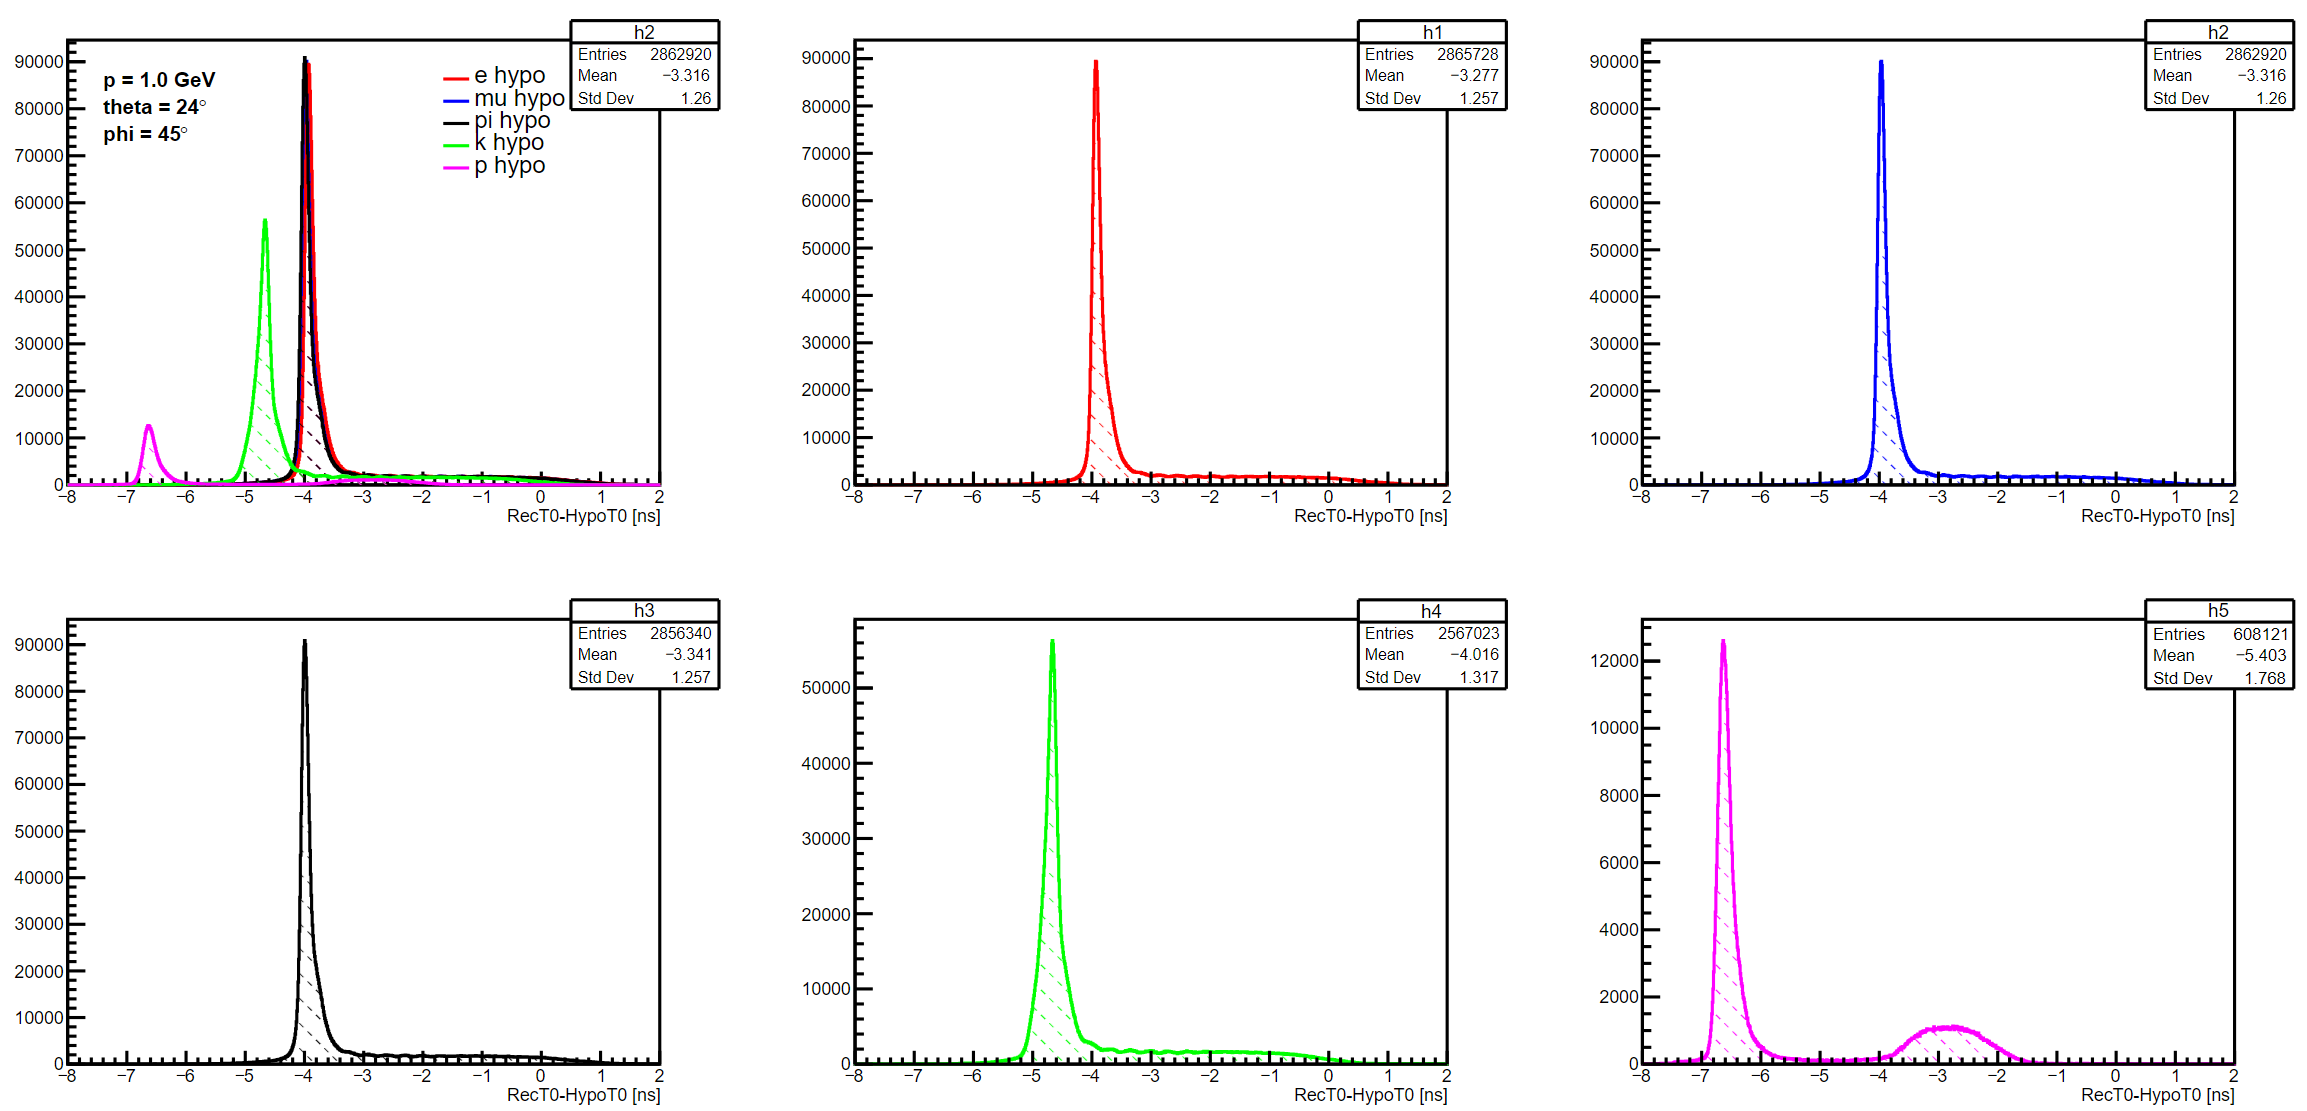 h2
Entries 2862920
Mean −3.316
Std Dev 1.26
p = 1.0 GeV
theta = 24°
phi = 45°
e hypo
mu hypo
pi hypo
k hypo
p hypo
90000
80000
70000
60000
50000
40000
30000
20000
10000
0
−8 −7 −6 −5 −4 −3 −2 −1 0 1 2
RecT0-HypoT0 [ns]
h1
Entries 2865728
Mean −3.277
Std Dev 1.257
90000
80000
70000
60000
50000
40000
30000
20000
10000
0
−8 −7 −6 −5 −4 −3 −2 −1 0 1 2
RecT0-HypoT0 [ns]
h2
Entries 2862920
Mean −3.316
Std Dev 1.26
90000
80000
70000
60000
50000
40000
30000
20000
10000
0
−8 −7 −6 −5 −4 −3 −2 −1 0 1 2
RecT0-HypoT0 [ns]
h3
Entries 2856340
Mean −3.341
Std Dev 1.257
90000
80000
70000
60000
50000
40000
30000
20000
10000
0
−8 −7 −6 −5 −4 −3 −2 −1 0 1 2
RecT0-HypoT0 [ns]
h4
Entries 2567023
Mean −4.016
Std Dev 1.317
50000
40000
30000
20000
10000
0
−8 −7 −6 −5 −4 −3 −2 −1 0 1 2
RecT0-HypoT0 [ns]
h5
Entries 608121
Mean −5.403
Std Dev 1.768
12000
10000
8000
6000
4000
2000
0
−8 −7 −6 −5 −4 −3 −2 −1 0 1 2
RecT0-HypoT0 [ns]